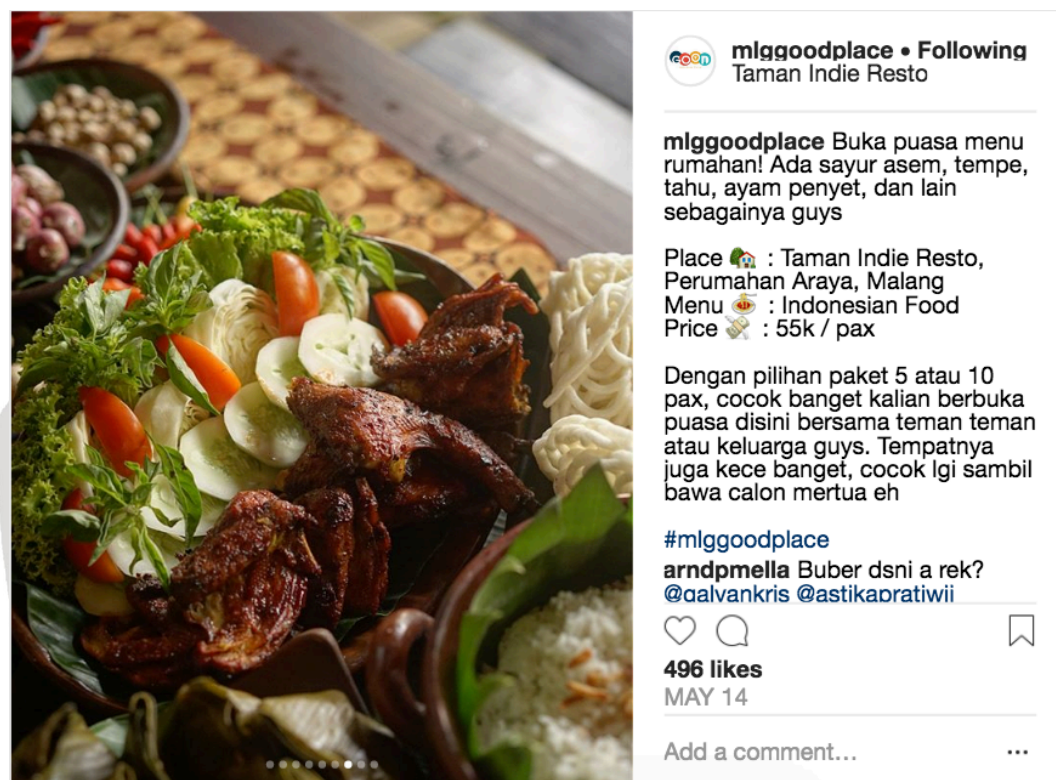 GOON
mlggoodplace • Following
Taman Indie Resto
mlggoodplace Buka puasa menu
rumahan! Ada sayur asem, tempe,
tahu, ayam penyet, dan lain
sebagainya guys
Place 🏡 : Taman Indie Resto,
Perumahan Araya, Malang
Menu 🍲 : Indonesian Food
Price 💸 : 55k / pax
Dengan pilihan paket 5 atau 10
pax, cocok banget kalian berbuka
puasa disini bersama teman teman
atau keluarga guys. Tempatnya
juga kece banget, cocok lgi sambil
bawa calon mertua eh
#mlggoodplace
arndpmella Buber dsni a rek?
@galvankris @astikapratiwii
496 likes
MAY 14
Add a comment...